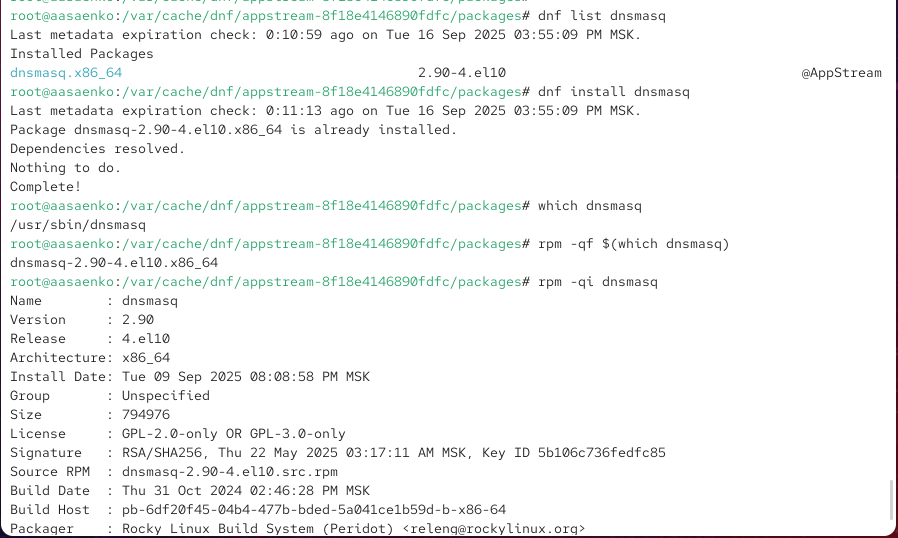 root@aasaenko:/var/cache/dnf/appstream-8f18e4146890fdfc/packages# dnf list dnsmasq
Last metadata expiration check: 0:10:59 ago on Tue 16 Sep 2025 03:55:09 PM MSK.
Installed Packages
dnsmasq.x86_64 2.90-4.el10 @AppStream
root@aasaenko:/var/cache/dnf/appstream-8f18e4146890fdfc/packages# dnf install dnsmasq
Last metadata expiration check: 0:11:13 ago on Tue 16 Sep 2025 03:55:09 PM MSK.
Package dnsmasq-2.90-4.el10.x86_64 is already installed.
Dependencies resolved.
Nothing to do.
Complete!
root@aasaenko:/var/cache/dnf/appstream-8f18e4146890fdfc/packages# which dnsmasq
/usr/sbin/dnsmasq
root@aasaenko:/var/cache/dnf/appstream-8f18e4146890fdfc/packages# rpm -qf $(which dnsmasq)
dnsmasq-2.90-4.el10.x86_64
root@aasaenko:/var/cache/dnf/appstream-8f18e4146890fdfc/packages# rpm -qi dnsmasq
Name        : dnsmasq
Version     : 2.90
Release     : 4.el10
Architecture: x86_64
Install Date: Tue 09 Sep 2025 08:08:58 PM MSK
Group       : Unspecified
Size        : 794976
License     : GPL-2.0-only OR GPL-3.0-only
Signature   : RSA/SHA256, Thu 22 May 2025 03:17:11 AM MSK, Key ID 5b106c736fedfc85
Source RPM  : dnsmasq-2.90-4.el10.src.rpm
Build Date  : Thu 31 Oct 2024 02:46:28 PM MSK
Build Host  : pb-6df20f45-04b4-477b-bded-5a041ce1b59d-b-x86-64
Packager    : Rocky Linux Build System (Peridot) <releng@rockylinux.org>